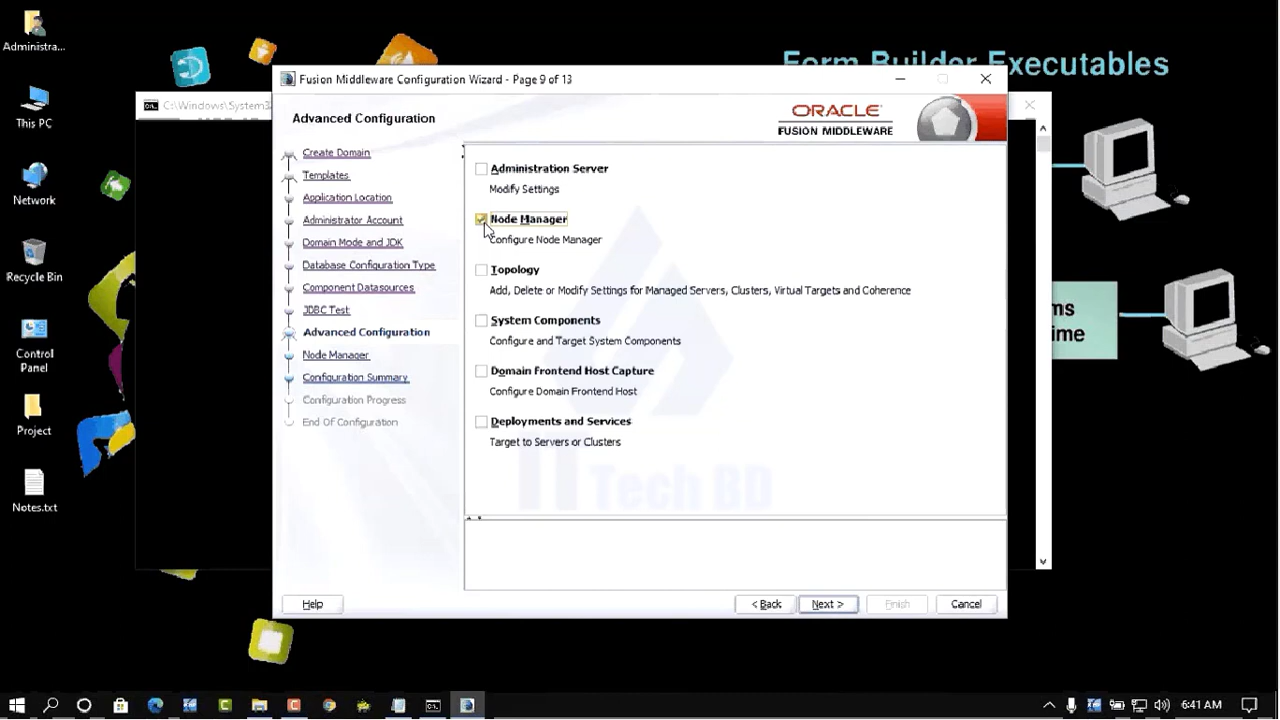 Administra...
This PC
Network
Recycle Bin
Control
Panel
Project
Notes.txt
Form Builder Executables
ms
ime
C:\Windows\System3
Fusion Middleware Configuration Wizard - Page 9 of 13
Advanced Configuration
ORACLE
FUSION MIDDLEWARE
Create Domain
Templates
Application Location
Administrator Account
Domain Mode and JDK
Database Configuration Type
Component Datasources
JDBC Test
Advanced Configuration
Node Manager
Configuration Summary
Configuration Progress
End Of Configuration
Administration Server
Modify Settings
Node Manager
Configure Node Manager
Topology
Add, Delete or Modify Settings for Managed Servers, Clusters, Virtual Targets and Coherence
System Components
Configure and Target System Components
Domain Frontend Host Capture
Configure Domain Frontend Host
Deployments and Services
Target to Servers or Clusters
Tech BD
Help
< Back
Next >
Finish
Cancel
6:41 AM